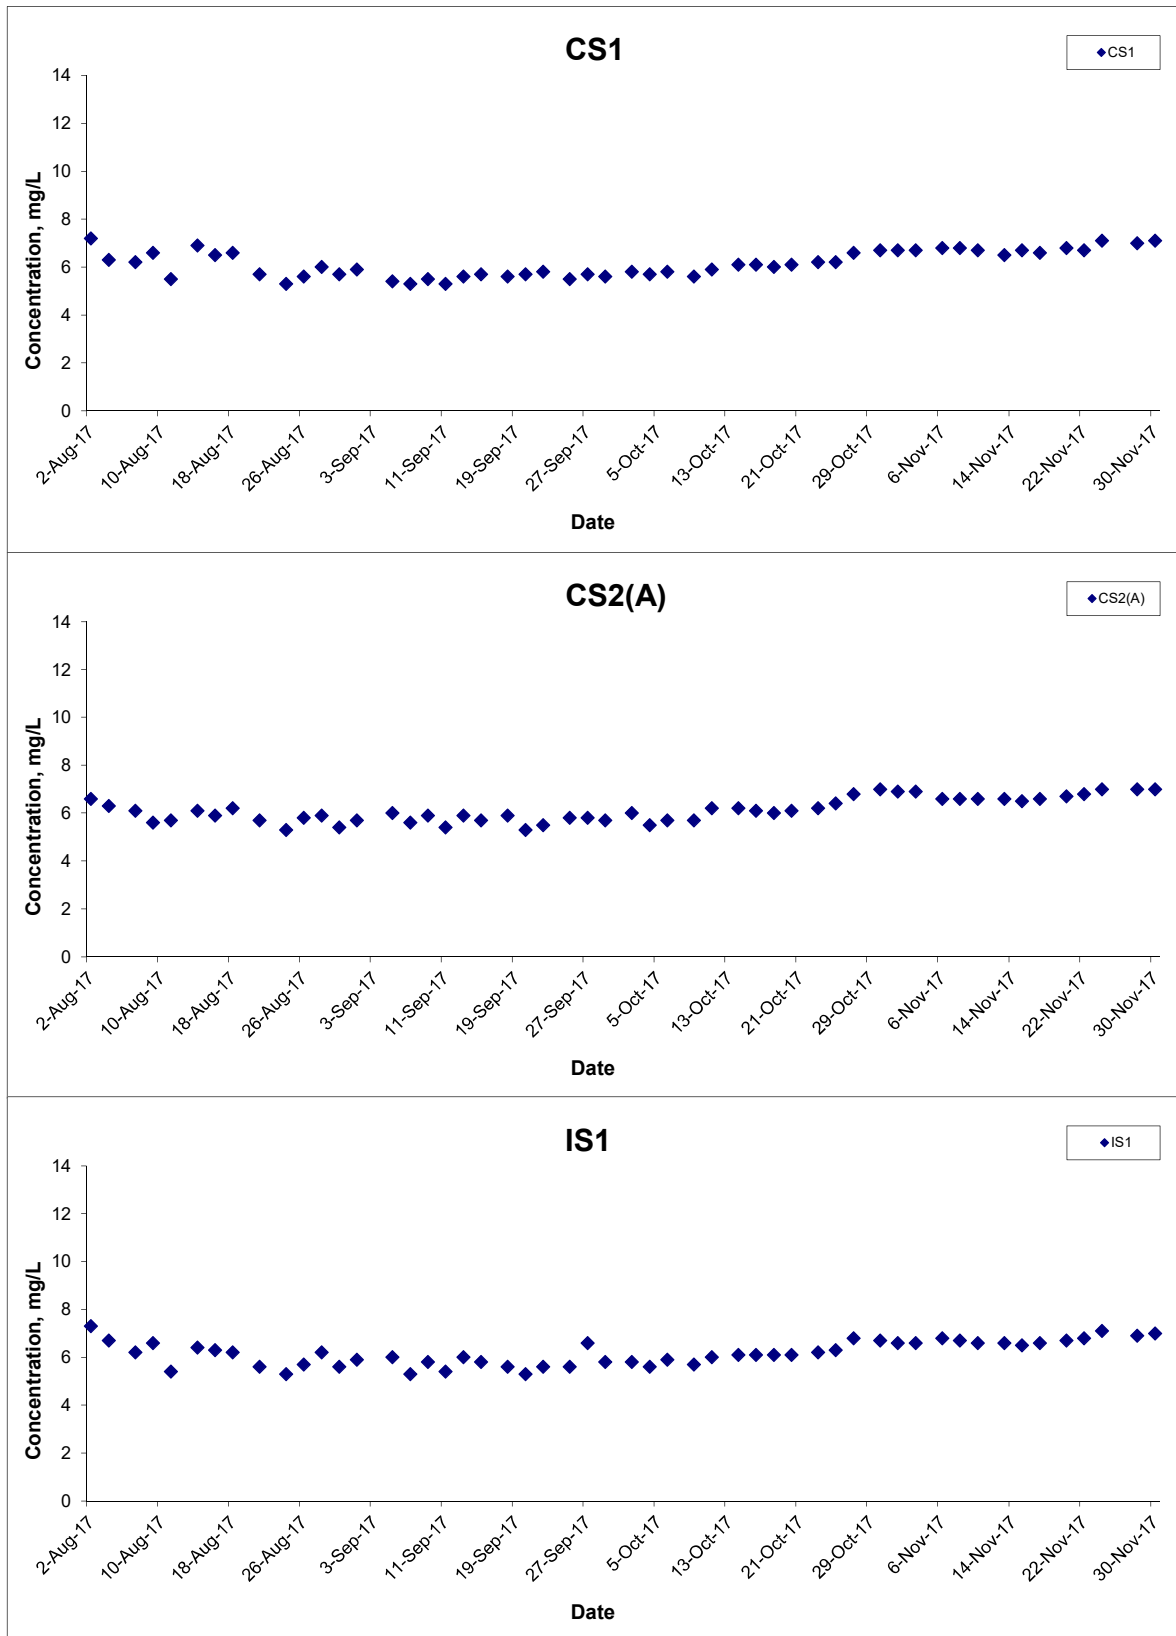 CS1
CS1
Concentration, mg/L
14
12
10
8
6
4
2
0
2-Aug-17
10-Aug-17
18-Aug-17
26-Aug-17
3-Sep-17
11-Sep-17
19-Sep-17
27-Sep-17
5-Oct-17
13-Oct-17
21-Oct-17
29-Oct-17
6-Nov-17
14-Nov-17
22-Nov-17
30-Nov-17
Date
CS2(A)
CS2(A)
Concentration, mg/L
14
12
10
8
6
4
2
0
2-Aug-17
10-Aug-17
18-Aug-17
26-Aug-17
3-Sep-17
11-Sep-17
19-Sep-17
27-Sep-17
5-Oct-17
13-Oct-17
21-Oct-17
29-Oct-17
6-Nov-17
14-Nov-17
22-Nov-17
30-Nov-17
Date
IS1
IS1
Concentration, mg/L
14
12
10
8
6
4
2
0
2-Aug-17
10-Aug-17
18-Aug-17
26-Aug-17
3-Sep-17
11-Sep-17
19-Sep-17
27-Sep-17
5-Oct-17
13-Oct-17
21-Oct-17
29-Oct-17
6-Nov-17
14-Nov-17
22-Nov-17
30-Nov-17
Date